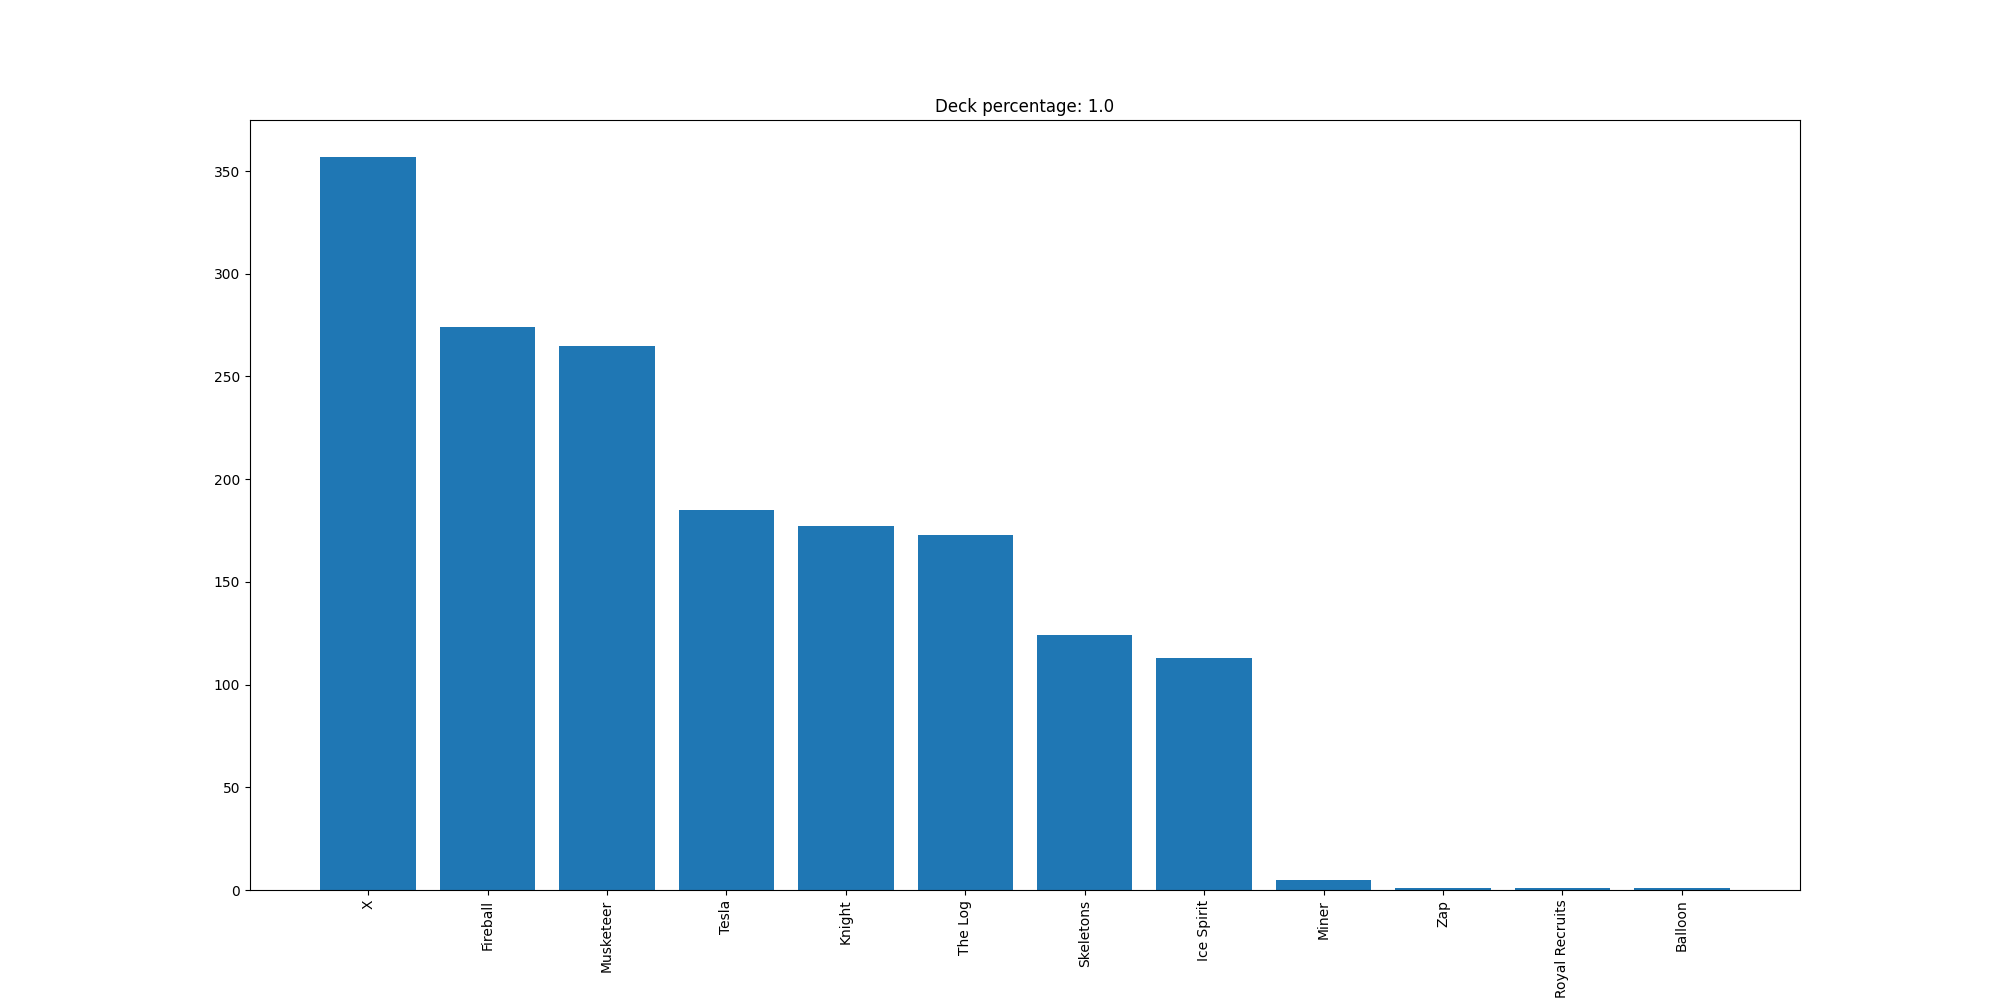 Deck percentage: 1.0
350
300
250
200
150
100
50
0
X
Fireball
Musketeer
Tesla
Knight
The Log
Skeletons
Ice Spirit
Miner
Zap
Royal Recruits
Balloon